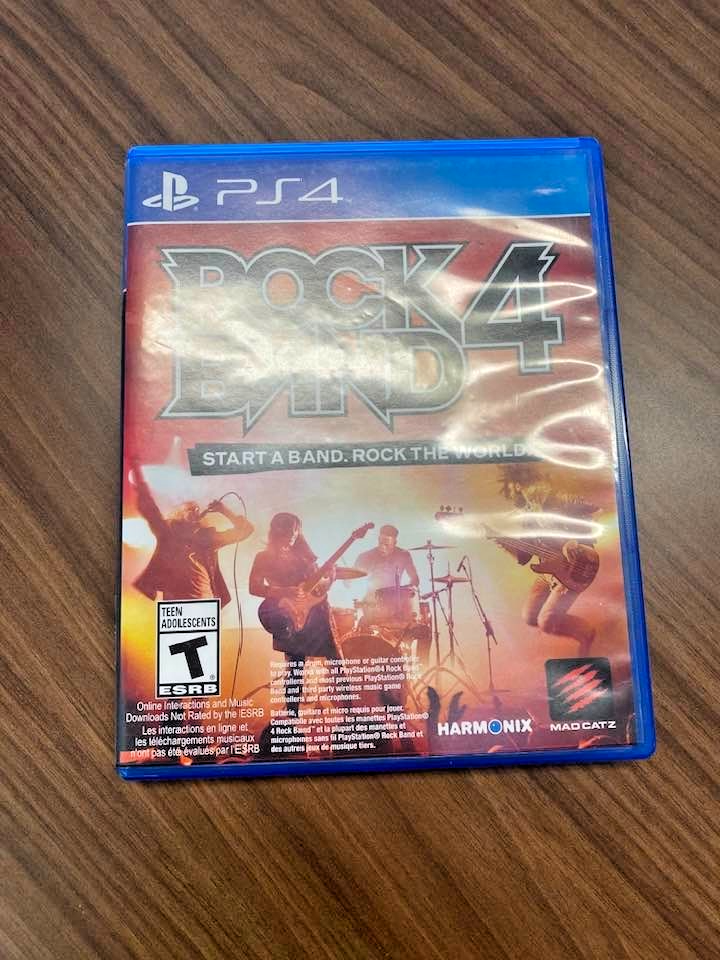 PS4
ROCK
BAND 4
START A BAND. ROCK THE WORLD.
TEEN
ADOLESCENTS
T
ESRB
Online Interactions and Music
Downloads Not Rated by the ESRB
Les interactions en ligne et
les téléchargements musicaux
n'ont pas été évalués par l'ESRB
Requires a drum, microphone or guitar controller
to play. Works with all PlayStation®4 Rock Band™
controllers and most previous PlayStation® Rock
Band and third party wireless music game
controllers and microphones.
Batterie, guitare et micro requis pour jouer.
Compatible avec toutes les manettes PlayStation®
4 Rock Band™ et la plupart des manettes et
microphones sans fil PlayStation® Rock Band et
des autres jeux de musique tiers.
HARMONIX
MAD CATZ